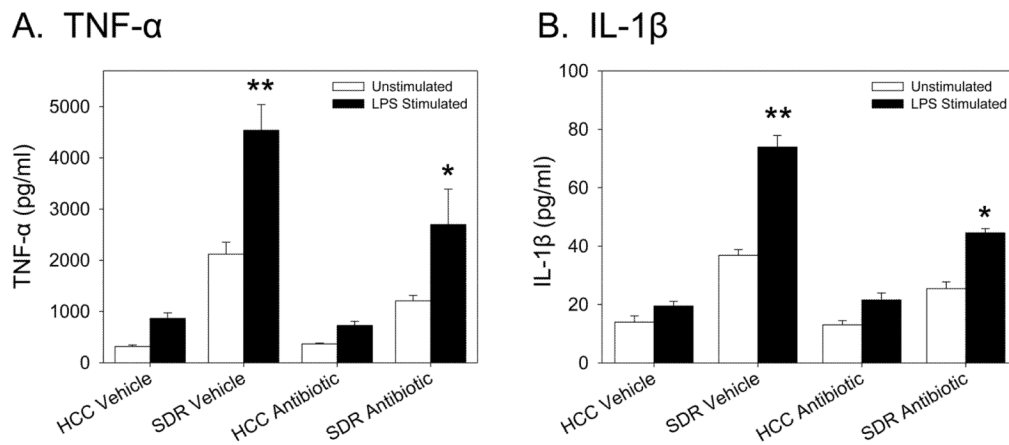 A. TNF-α
TNF-α (pg/ml)
5000
4000
3000
2000
1000
0
Unstimulated
LPS Stimulated
**
*
HCC Vehicle
SDR Vehicle
HCC Antibiotic
SDR Antibiotic
B. IL-1β
IL-1β (pg/ml)
100
80
60
40
20
0
Unstimulated
LPS Stimulated
**
*
HCC Vehicle
SDR Vehicle
HCC Antibiotic
SDR Antibiotic